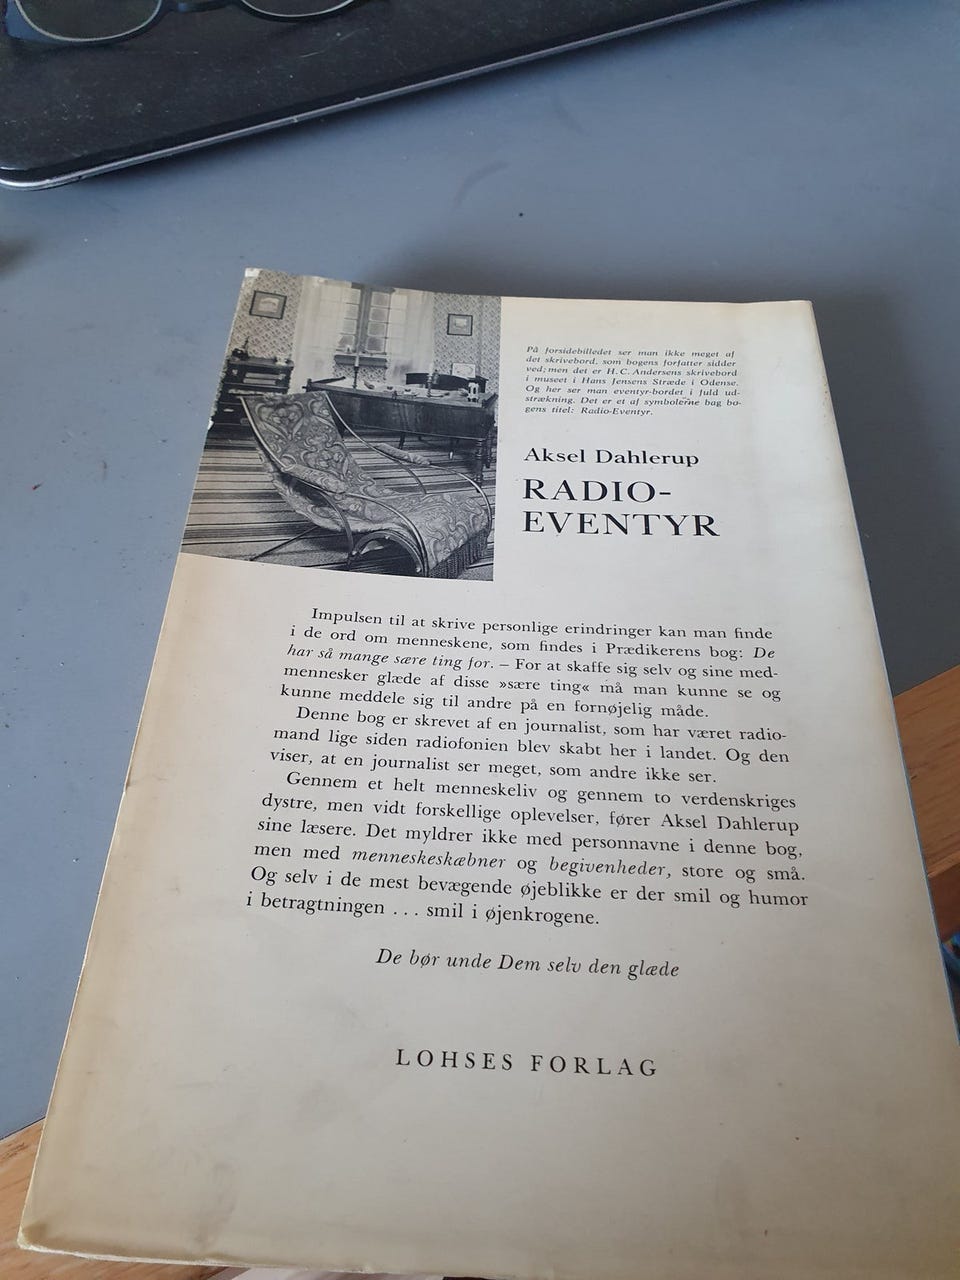 På forsidebilledet ser man ikke meget af
det skrivebord, som bogens forfatter sidder
ved; men det er H. C. Andersens skrivebord
i museet i Hans Jensens Stræde i Odense.
Og her ser man eventyr-bordet i fuld ud-
strækning. Det er et af symbolerne bag bo-
gens titel: Radio-Eventyr.
Aksel Dahlerup
RADIO-
EVENTYR
Impulsen til at skrive personlige erindringer kan man finde
i de ord om menneskene, som findes i Prædikerens bog: De
har så mange sære ting for. – For at skaffe sig selv og sine med-
mennesker glæde af disse »sære ting« må man kunne se og
kunne meddele sig til andre på en fornøjelig måde.
Denne bog er skrevet af en journalist, som har været radio-
mand lige siden radiofonien blev skabt her i landet. Og den
viser, at en journalist ser meget, som andre ikke ser.
Gennem et helt menneskeliv og gennem to verdenskriges
dystre, men vidt forskellige oplevelser, fører Aksel Dahlerup
sine læsere. Det myldrer ikke med personnavne i denne bog,
men med menneskeskæbner og begivenheder, store og små.
Og selv i de mest bevægende øjeblikke er der smil og humor
i betragtningen . . . smil i øjenkrogene.
De bør unde Dem selv den glæde
LOHSES FORLAG